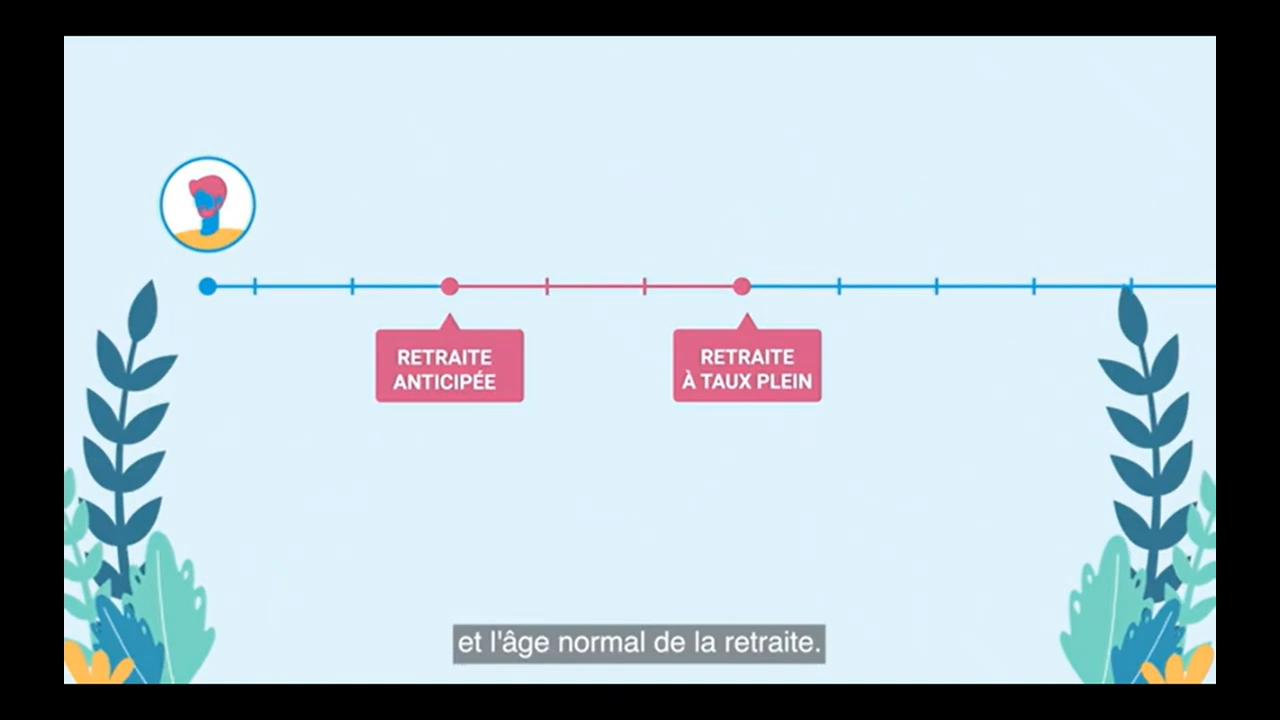 RETRAITE
ANTICIPÉE
RETRAITE
À TAUX PLEIN
et l'âge normal de la retraite.